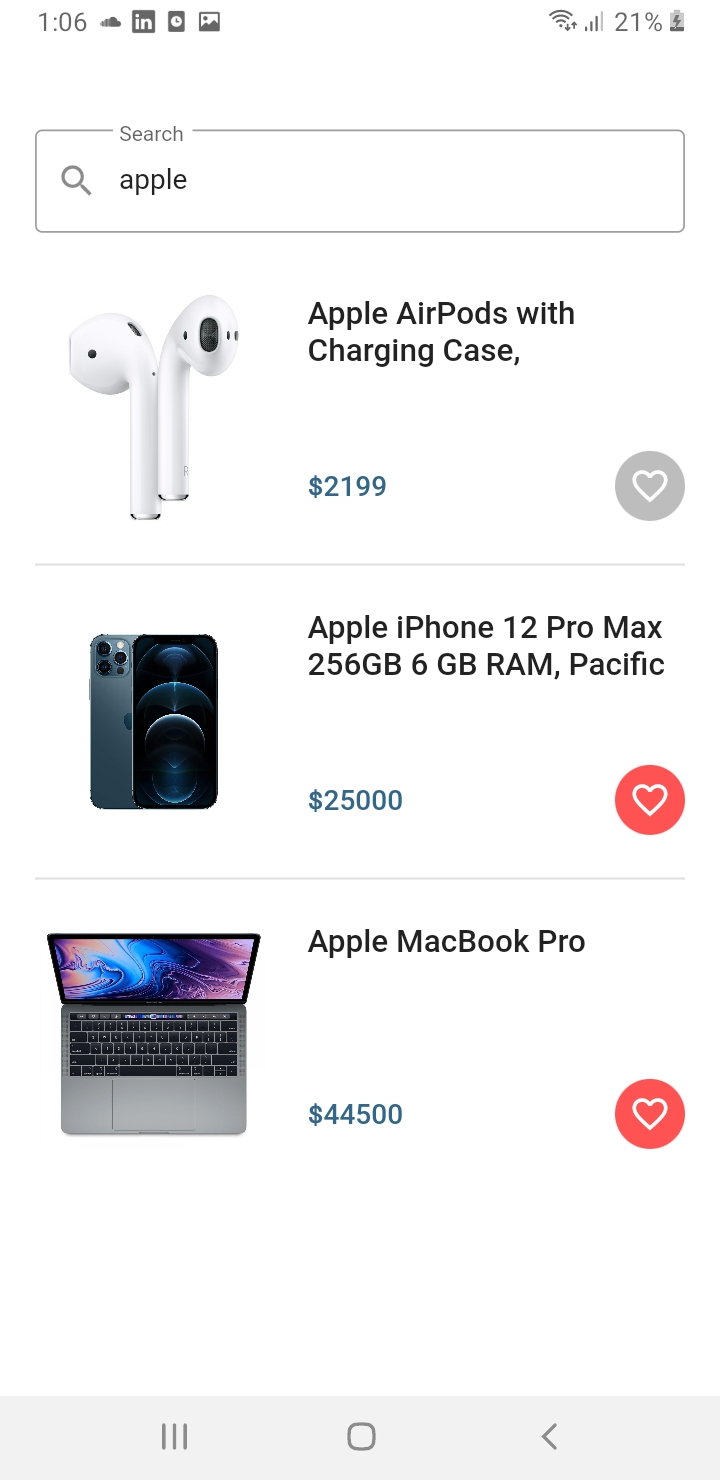 1:06
in
21%
Search
apple
Apple AirPods with
Charging Case,
$2199
Apple iPhone 12 Pro Max
256GB 6 GB RAM, Pacific
$25000
Apple MacBook Pro
$44500